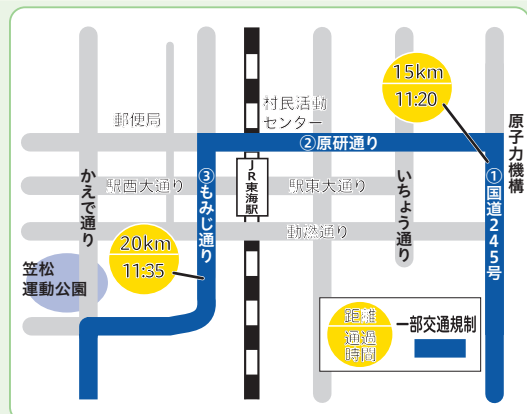 15km
11:20
村民活動
センター
郵便局
②原研通り
原子力機構
①国道245号
かえで通り
駅西大通り
③もみじ通り
JR東海駅
駅東大通り
いちょう通り
動燃通り
20km
11:35
笠松
運動公園
距離
通過
時間
一部交通規制